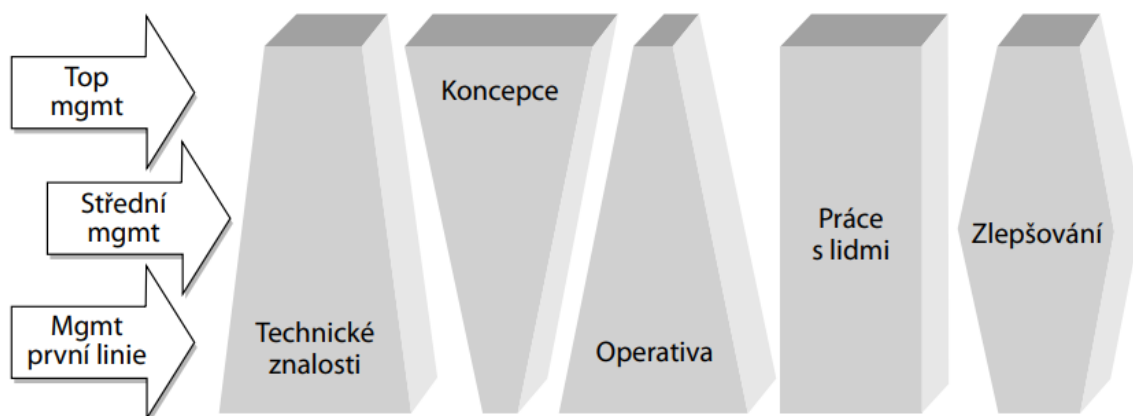 Top
mgmt
Střední
mgmt
Mgmt
první linie
Technické
znalosti
Koncepce
Operativa
Práce
s lidmi
Zlepšování